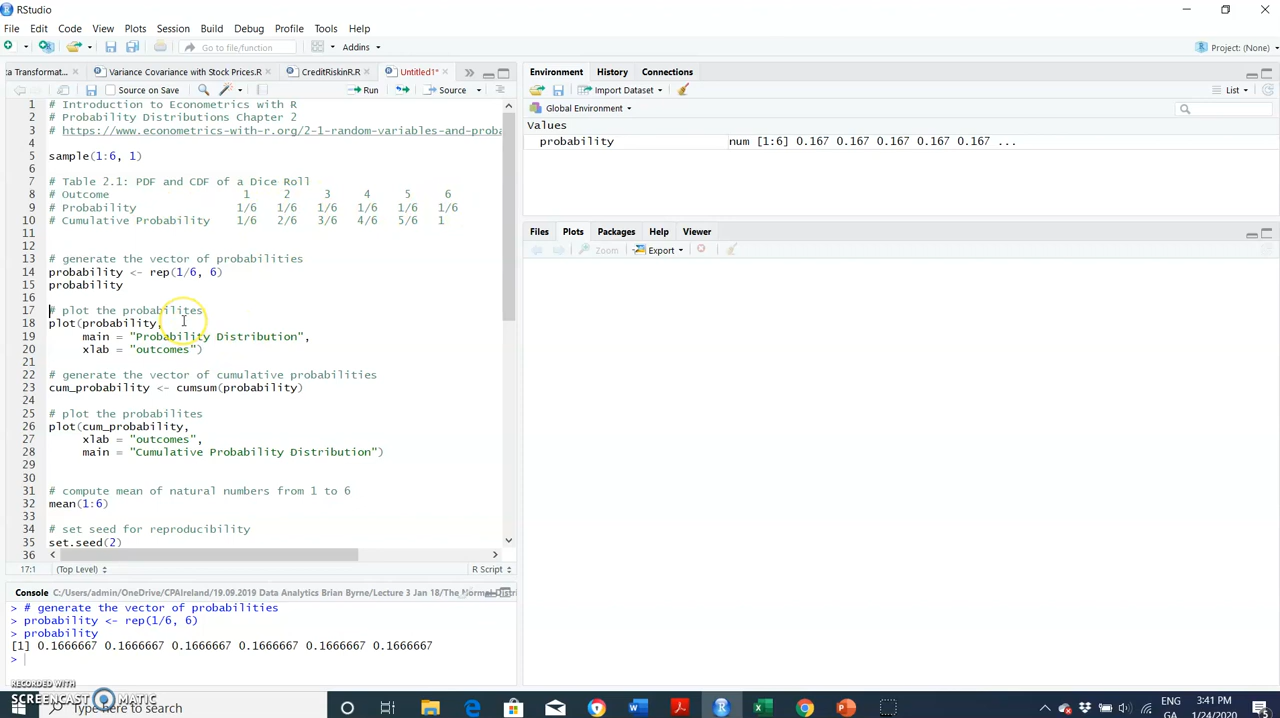 RStudio
File Edit Code View Plots Session Build Debug Profile Tools Help
Go to file/function Addins Project: (None)
ta Transformat... Variance Covariance with Stock Prices.R CreditRiskinR.R Untitled1*
Source on Save Run Source
1 # Introduction to Econometrics with R
2 # Probability Distributions Chapter 2
3 # https://www.econometrics-with-r.org/2-1-random-variables-and-proba
4
5 sample(1:6, 1)
6
7 # Table 2.1: PDF and CDF of a Dice Roll
8 # Outcome 1 2 3 4 5 6
9 # Probability 1/6 1/6 1/6 1/6 1/6 1/6
10 # Cumulative Probability 1/6 2/6 3/6 4/6 5/6 1
11
12
13 # generate the vector of probabilities
14 probability <- rep(1/6, 6)
15 probability
16
17 # plot the probabilites
18 plot(probability,
19 main = "Probability Distribution",
20 xlab = "outcomes")
21
22 # generate the vector of cumulative probabilities
23 cum_probability <- cumsum(probability)
24
25 # plot the probabilites
26 plot(cum_probability,
27 xlab = "outcomes",
28 main = "Cumulative Probability Distribution")
29
30
31 # compute mean of natural numbers from 1 to 6
32 mean(1:6)
33
34 # set seed for reproducibility
35 set.seed(2)
36
17:1 (Top Level) R Script
Console C:/Users/admin/OneDrive/CPAIreland/19.09.2019 Data Analytics Brian Byrne/Lecture 3 Jan 18/The Normal Distri
> # generate the vector of probabilities
> probability <- rep(1/6, 6)
> probability
[1] 0.1666667 0.1666667 0.1666667 0.1666667 0.1666667 0.1666667
>
Environment History Connections
Import Dataset List
Global Environment
Values
probability num [1:6] 0.167 0.167 0.167 0.167 0.167 ...
Files Plots Packages Help Viewer
Zoom Export
RECORDED WITH
SCREENCAST MATIC
Type here to search
ENG
GA
3:41 PM
1/24/2020
5